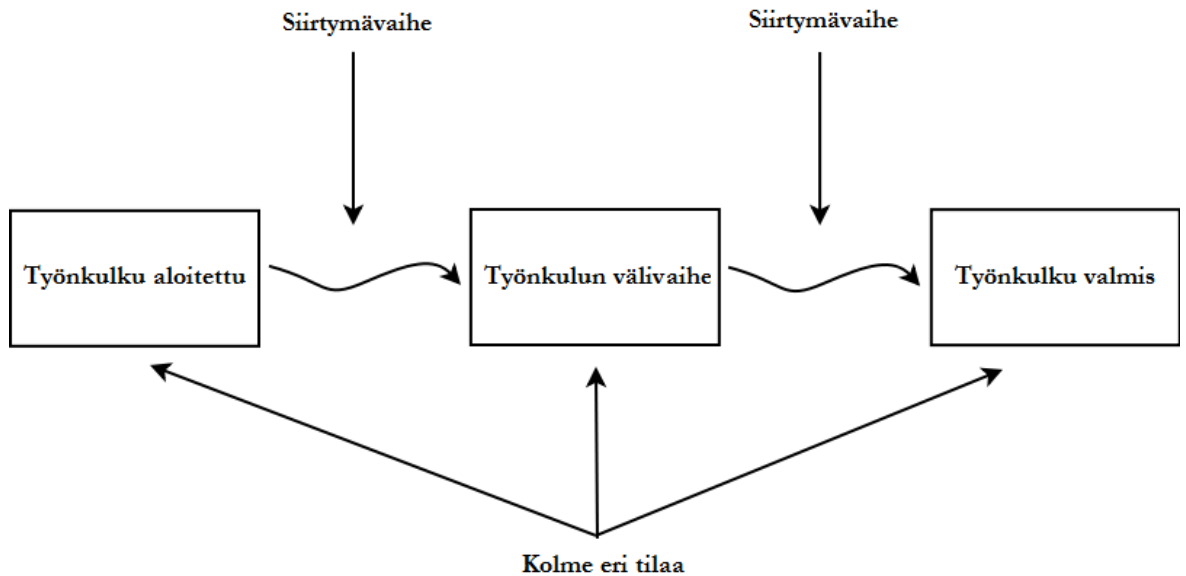 Siirtymävaihe
Siirtymävaihe
Työnkulku aloitettu
Työnkulun välivaihe
Työnkulku valmis
Kolme eri tilaa